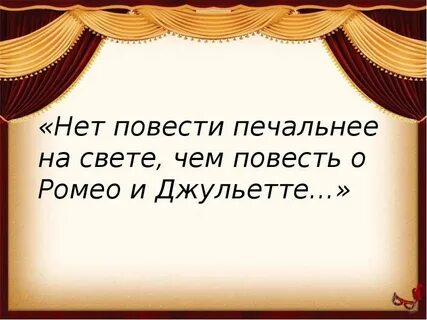 «Нет повести печальнее
на свете, чем повесть о
Ромео и Джульетте...»